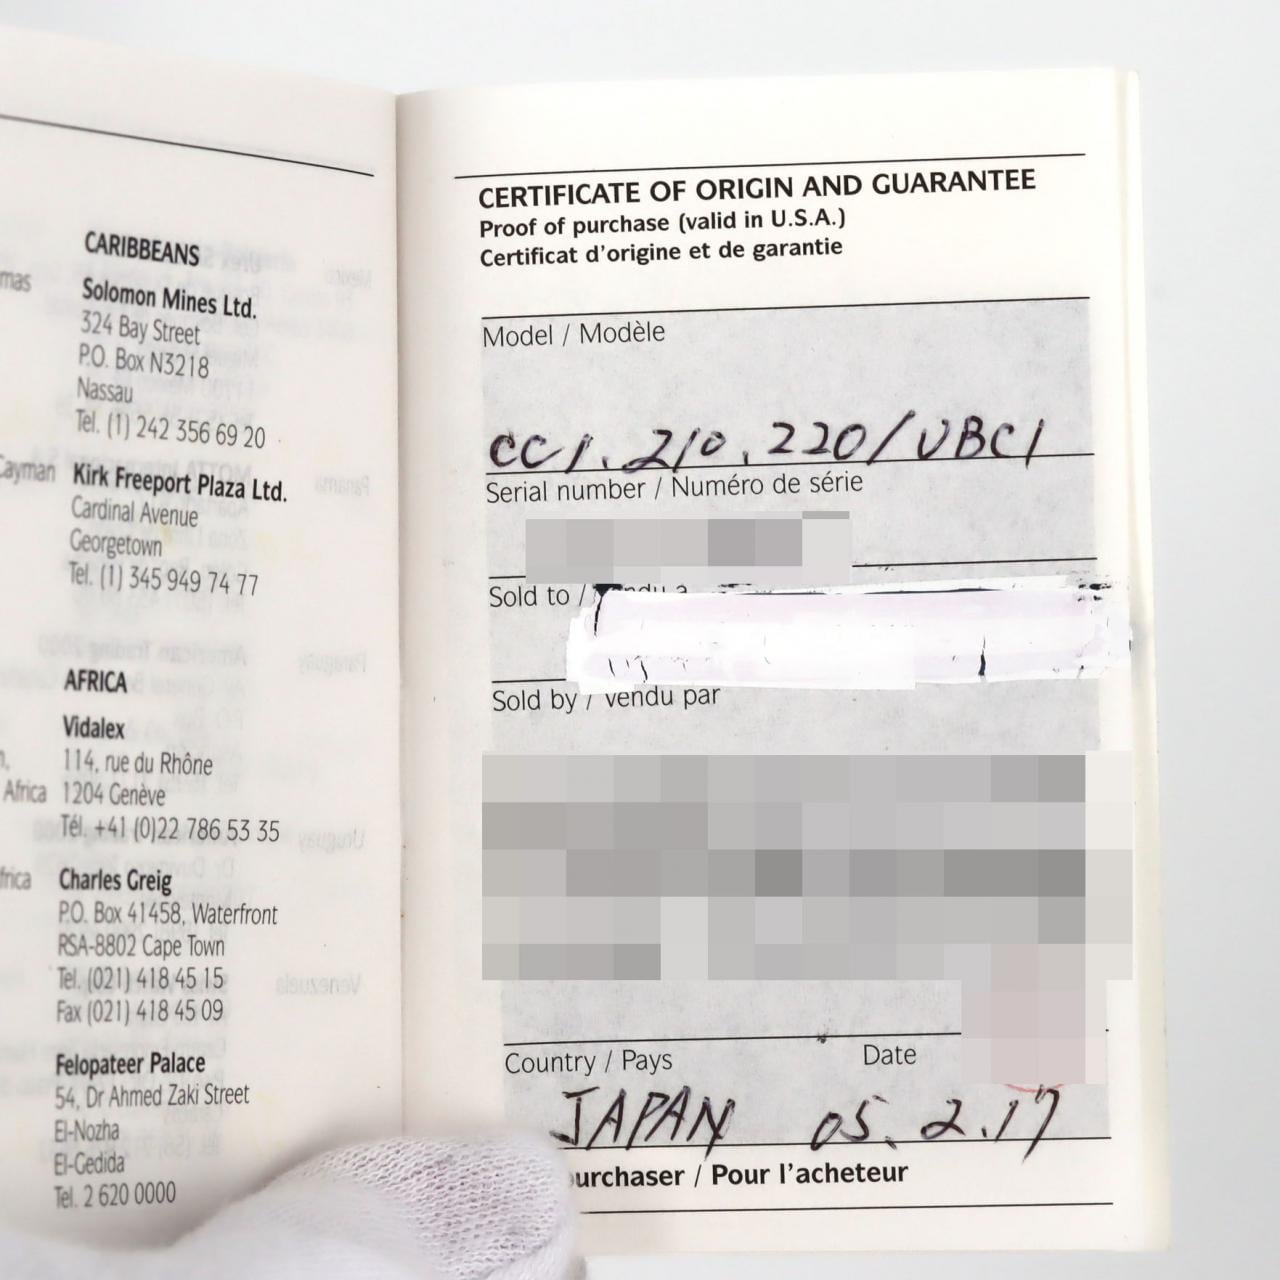 CARIBBEANS
mas
Solomon Mines Ltd.
324 Bay Street
P.O. Box N3218
Nassau
Tel. (1) 242 356 69 20
Cayman
Kirk Freeport Plaza Ltd.
Cardinal Avenue
Georgetown
Tel. (1) 345 949 74 77
AFRICA
Vidalex
114, rue du Rhône
Africa
1204 Genève
Tél. +41 (0)22 786 53 35
frica
Charles Greig
P.O. Box 41458, Waterfront
RSA-8802 Cape Town
Tel. (021) 418 45 15
Fax (021) 418 45 09
Felopateer Palace
54, Dr Ahmed Zaki Street
El-Nozha
El-Gedida
Tel. 2 620 0000
CERTIFICATE OF ORIGIN AND GUARANTEE
Proof of purchase (valid in U.S.A.)
Certificat d'origine et de garantie
Model / Modèle
CC1.210.220/UBC1
Serial number / Numéro de série
Sold to /
Sold by / Vendu par
Country / Pays
Date
JAPAN 05.2.17
urchaser / Pour l'acheteur